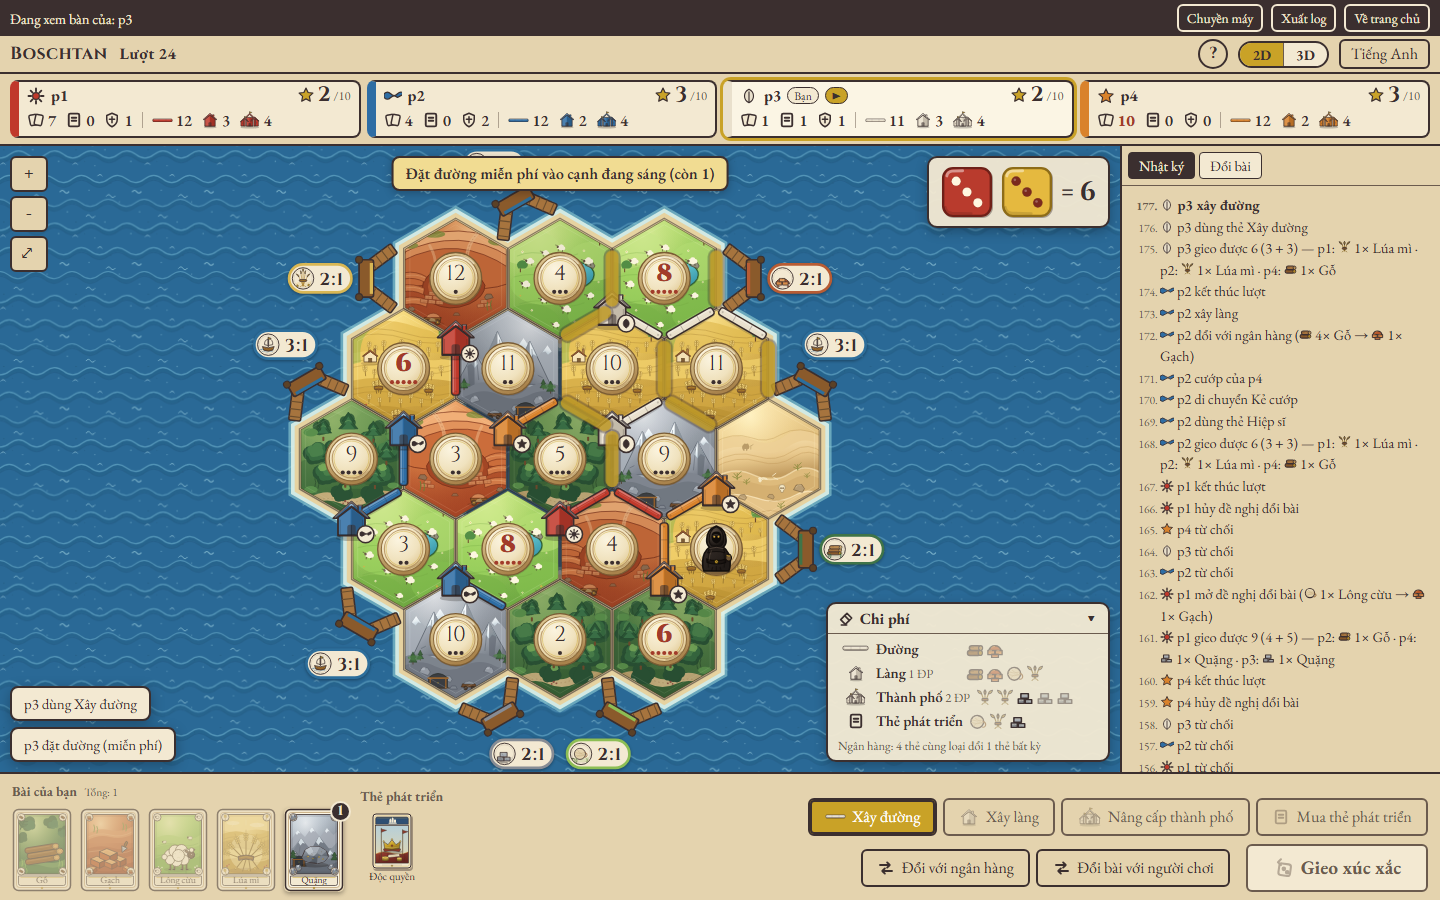 Đang xem bàn của: p3
Chuyền máy
Xuất log
Về trang chủ
BOSCHTAN Lượt 24
?
2D
3D
Tiếng Anh
p1
2 /10
7 0 1 12 3 4
p2
3 /10
4 0 2 12 2 4
p3 Bạn
2 /10
1 1 1 11 3 4
p4
3 /10
10 0 0 12 2 4
+
-
Đặt đường miễn phí vào cạnh đang sáng (còn 1)
= 6
2:1
12
4
8
2:1
3:1
6
11
10
11
3:1
9
3
5
9
3
8
4
2:1
10
2
6
3:1
2:1
2:1
p3 dùng Xây đường
p3 đặt đường (miễn phí)
Chi phí
Đường
Làng 1 ĐP
Thành phố 2 ĐP
Thẻ phát triển
Ngân hàng: 4 thẻ cùng loại đổi 1 thẻ bất kỳ
Nhật ký
Đổi bài
177. p3 xây đường
176. p3 dùng thẻ Xây đường
175. p3 gieo được 6 (3 + 3) — p1: 1× Lúa mì ·
p2: 1× Lúa mì · p4: 1× Gỗ
174. p2 kết thúc lượt
173. p2 xây làng
172. p2 đổi với ngân hàng ( 4× Gỗ → 1×
Gạch)
171. p2 cướp của p4
170. p2 di chuyển Kẻ cướp
169. p2 dùng thẻ Hiệp sĩ
168. p2 gieo được 6 (3 + 3) — p1: 1× Lúa mì ·
p2: 1× Lúa mì · p4: 1× Gỗ
167. p1 kết thúc lượt
166. p1 hủy đề nghị đổi bài
165. p4 từ chối
164. p3 từ chối
163. p2 từ chối
162. p1 mở đề nghị đổi bài ( 1× Lông cừu →
1× Gạch)
161. p1 gieo được 9 (4 + 5) — p2: 1× Gỗ · p4:
1× Quặng · p3: 1× Quặng
160. p4 kết thúc lượt
159. p4 hủy đề nghị đổi bài
158. p3 từ chối
157. p2 từ chối
156. p1 từ chối
Bài của bạn Tổng: 1
Gỗ
Gạch
Lông cừu
Lúa mì
Quặng
1
Thẻ phát triển
Độc quyền
Xây đường
Xây làng
Nâng cấp thành phố
Mua thẻ phát triển
Đổi với ngân hàng
Đổi bài với người chơi
Gieo xúc xắc